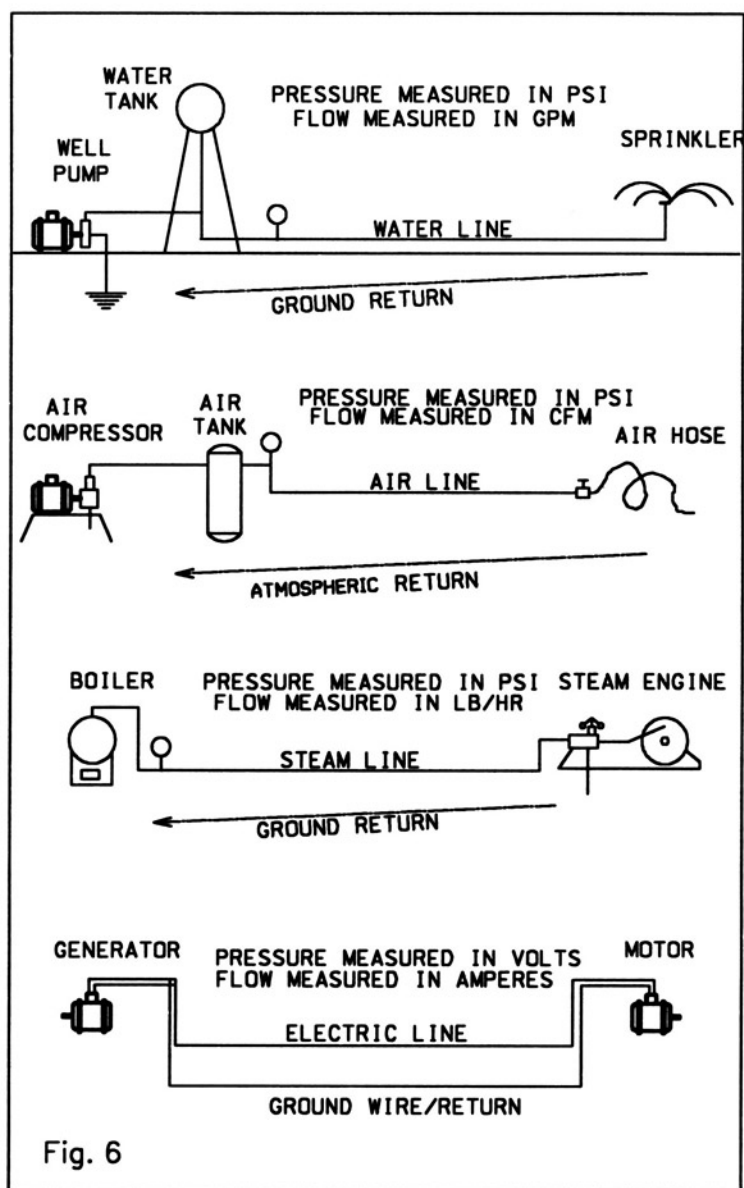 WATER
TANK
PRESSURE MEASURED IN PSI
FLOW MEASURED IN GPM
SPRINKLER
WELL
PUMP
WATER LINE
GROUND RETURN
AIR
COMPRESSOR
AIR
TANK
PRESSURE MEASURED IN PSI
FLOW MEASURED IN CFM
AIR HOSE
AIR LINE
ATMOSPHERIC RETURN
BOILER
PRESSURE MEASURED IN PSI
FLOW MEASURED IN LB/HR
STEAM ENGINE
STEAM LINE
GROUND RETURN
GENERATOR
PRESSURE MEASURED IN VOLTS
FLOW MEASURED IN AMPERES
MOTOR
ELECTRIC LINE
GROUND WIRE/RETURN
Fig. 6